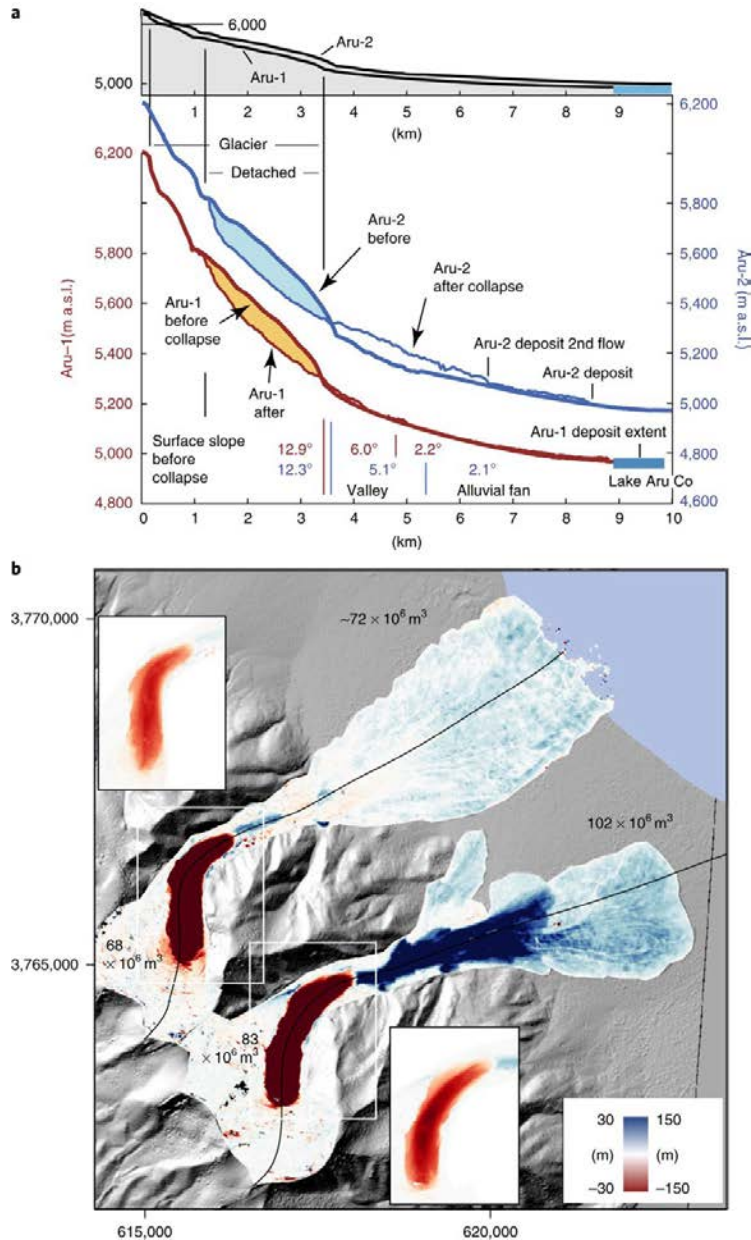 a
6,000
Aru-2
Aru-1
5,000
0 1 2 3 4 5 6 7 8 9
(km)
6,200
Glacier
Detached
6,200
6,000
Aru-2
before
Aru-2
after collapse
5,800
5,800
5,600
5,600
Aru-1
before
collapse
Aru-1 (m a.s.l.)
Aru-2 (m a.s.l.)
5,400
5,400
Aru-2 deposit 2nd flow
Aru-2 deposit
Aru-1
after
5,200
5,200
Surface slope
before
collapse
12.9° 6.0° 2.2°
12.3° 5.1° 2.1°
Aru-1 deposit extent
5,000
5,000
Lake Aru Co
4,800
4,800
4,600
Valley
Alluvial fan
0 1 2 3 4 5 6 7 8 9 10
(km)
b
3,770,000
~72 × 10⁶ m³
102 × 10⁶ m³
3,765,000
68
× 10⁶ m³
83
× 10⁶ m³
30 150
(m) (m)
–30 –150
615,000
620,000